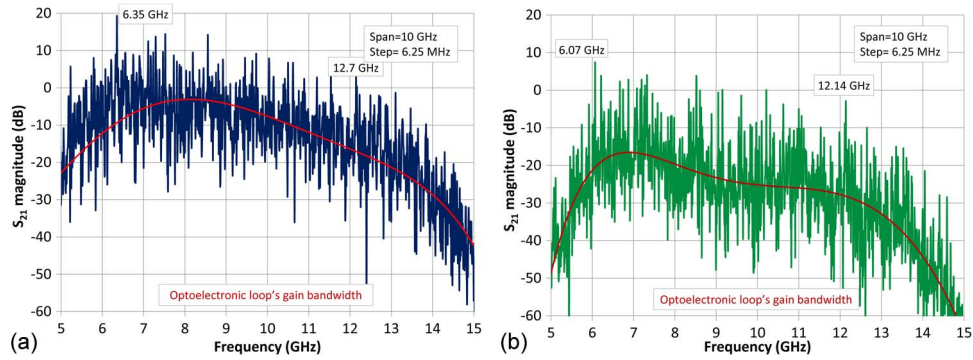 6.35 GHz
Span=10 GHz
Step= 6.25 MHz
12.7 GHz
20
10
0
-10
-20
-30
-40
-50
-60
S21 magnitude (dB)
Optoelectronic loop's gain bandwidth
5 6 7 8 9 10 11 12 13 14 15
Frequency (GHz)
(a)
6.07 GHz
Span=10 GHz
Step= 6.25 MHz
12.14 GHz
20
10
0
-10
-20
-30
-40
-50
-60
S21 magnitude (dB)
Optoelectronic loop's gain bandwidth
5 6 7 8 9 10 11 12 13 14 15
Frequency (GHz)
(b)